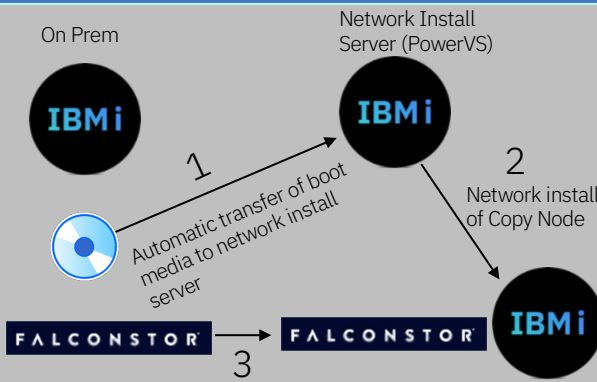 On Prem
Network Install
Server (PowerVS)
IBM i
IBM i
1
Automatic transfer of boot
media to network install
server
2
Network install
of Copy Node
IBM i
FALCONSTOR
3
FALCONSTOR